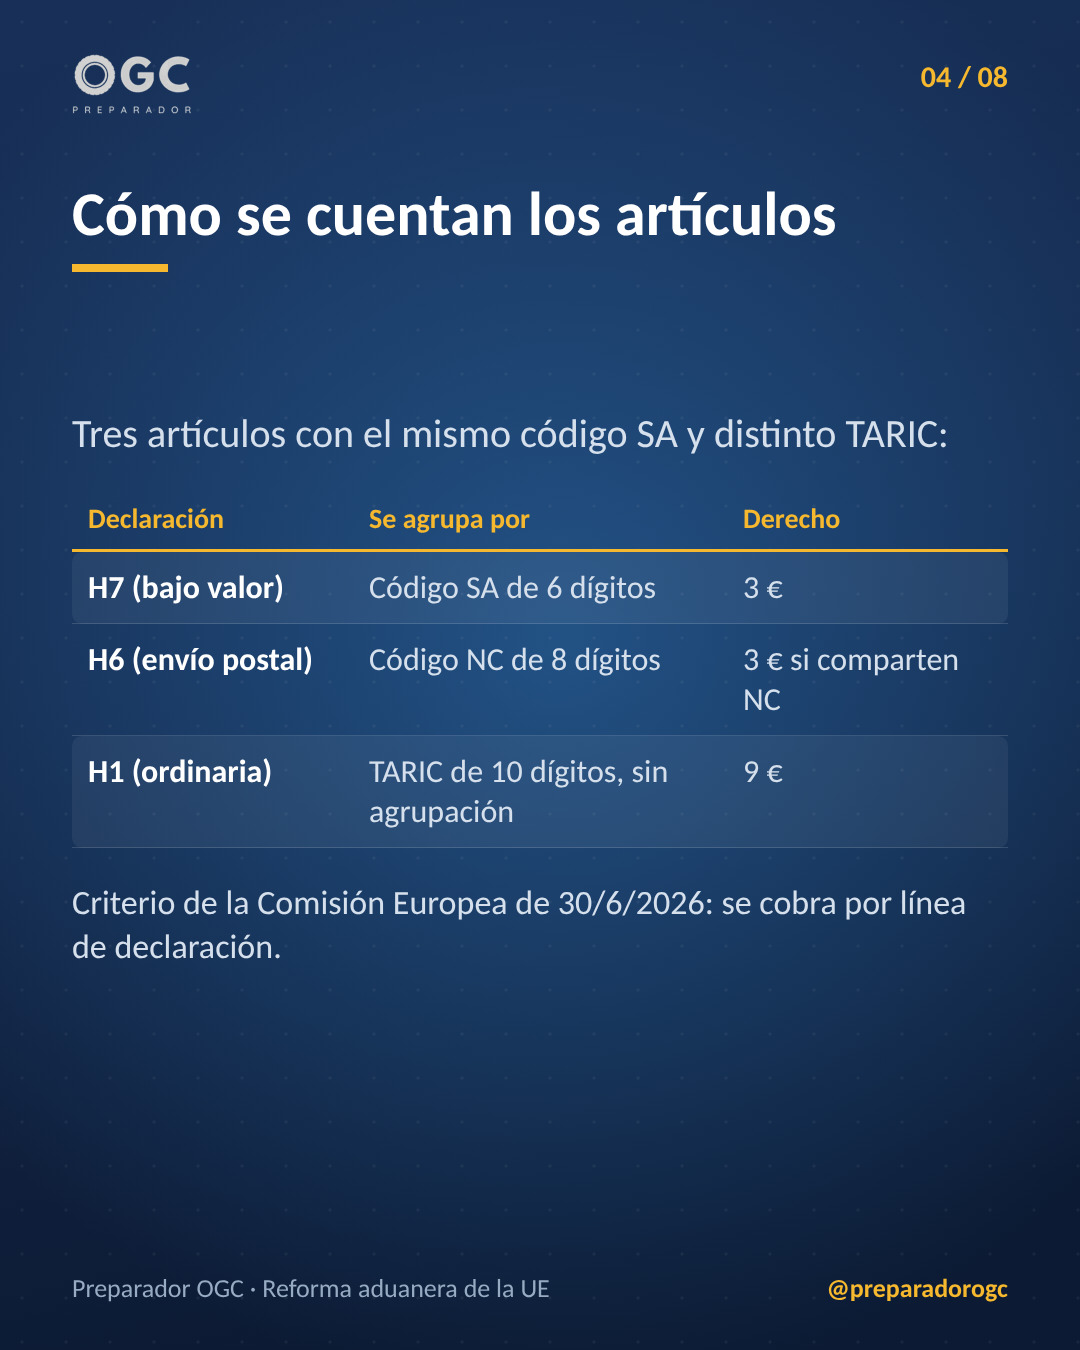 OGC
PREPARADOR
04 / 08
Cómo se cuentan los artículos
Tres artículos con el mismo código SA y distinto TARIC:
Declaración Se agrupa por Derecho
H7 (bajo valor) Código SA de 6 dígitos 3 €
H6 (envío postal) Código NC de 8 dígitos 3 € si comparten
NC
H1 (ordinaria) TARIC de 10 dígitos, sin 9 €
agrupación
Criterio de la Comisión Europea de 30/6/2026: se cobra por línea
de declaración.
Preparador OGC · Reforma aduanera de la UE
@preparadorogc